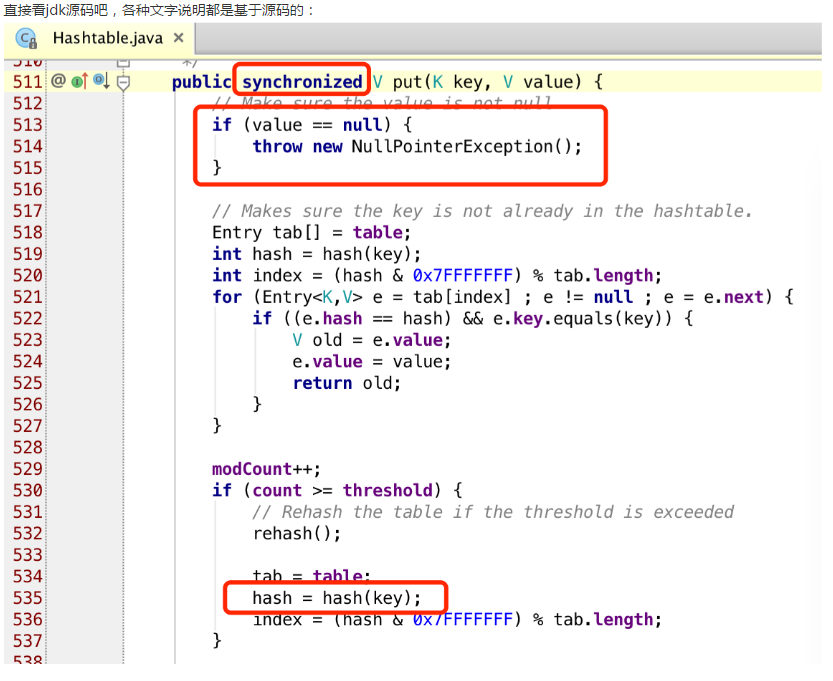 直接看jdk源码吧，各种文字说明都是基于源码的：
Hashtable.java ×
510 */
511 @ public synchronized V put(K key, V value) {
512 // Make sure the value is not null
513 if (value == null) {
514 throw new NullPointerException();
515 }
516
517 // Makes sure the key is not already in the hashtable.
518 Entry tab[] = table;
519 int hash = hash(key);
520 int index = (hash & 0x7FFFFFFF) % tab.length;
521 for (Entry<K,V> e = tab[index] ; e != null ; e = e.next) {
522 if ((e.hash == hash) && e.key.equals(key)) {
523 V old = e.value;
524 e.value = value;
525 return old;
526 }
527 }
528
529 modCount++;
530 if (count >= threshold) {
531 // Rehash the table if the threshold is exceeded
532 rehash();
533
534 tab = table;
535 hash = hash(key);
536 index = (hash & 0x7FFFFFFF) % tab.length;
537 }
538